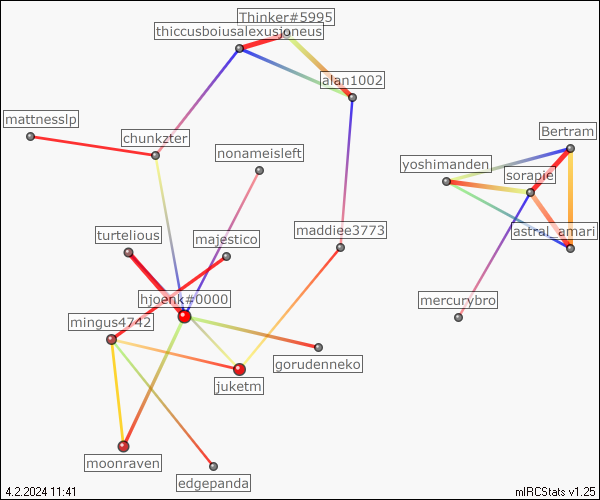 Thinker#5995
thiccusboiusalexusjoneus
alan1002
mattnesslp
chunkzter
Bertram
nonameisleft
yoshimanden
sorapie
turtelious
majestico
maddiee3773
astral_amari
hjoenk#0000
mercurybro
mingus4742
gorudenneko
juketm
moonraven
edgepanda
4.2.2024 11:41
mIRCStats v1.25